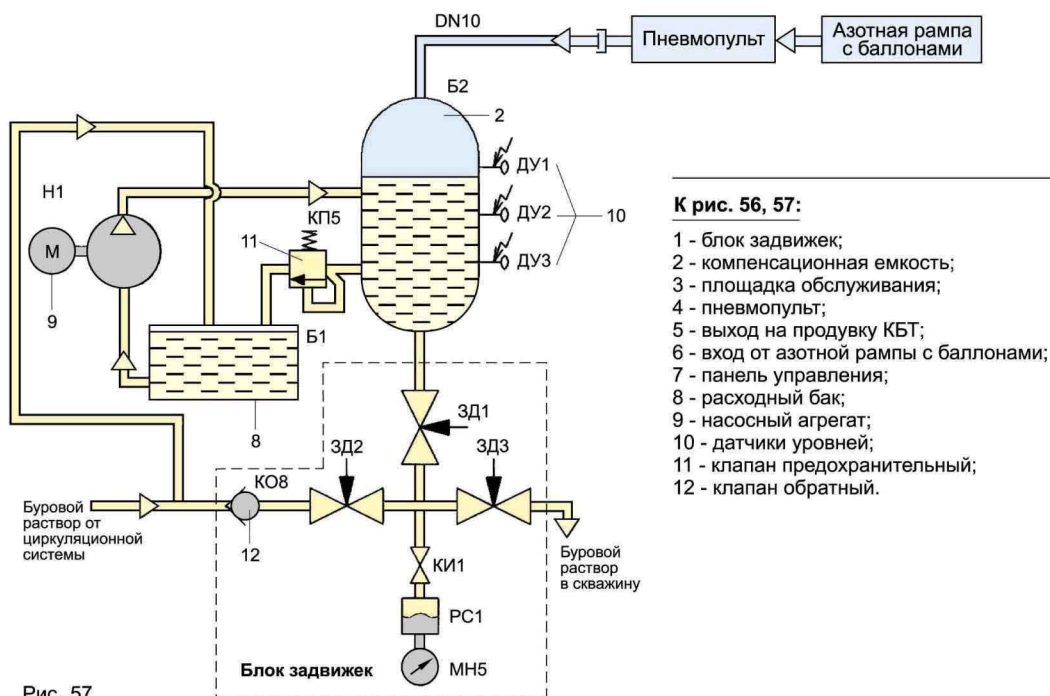 DN10
Пневмопульт
Азотная рампа
с баллонами
Б2
2
ДУ1
ДУ2
ДУ3
10
Н1
М
9
КП5
11
Б1
8
ЗД1
ЗД2
ЗД3
КО8
12
Буровой
раствор от
циркуляционной
системы
Буровой
раствор
в скважину
КИ1
РС1
МН5
Блок задвижек
Рис. 57
К рис. 56, 57:
1 - блок задвижек;
2 - компенсационная емкость;
3 - площадка обслуживания;
4 - пневмопульт;
5 - выход на продувку КБТ;
6 - вход от азотной рампы с баллонами;
7 - панель управления;
8 - расходный бак;
9 - насосный агрегат;
10 - датчики уровней;
11 - клапан предохранительный;
12 - клапан обратный.